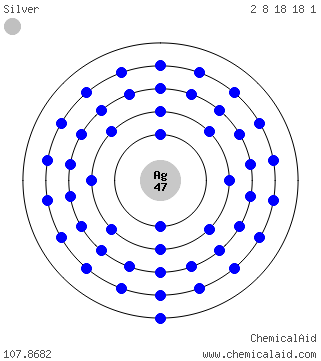 Silver 2 8 18 18 1
Ag
47
ChemicalAid
107.8682 www.chemicalaid.com